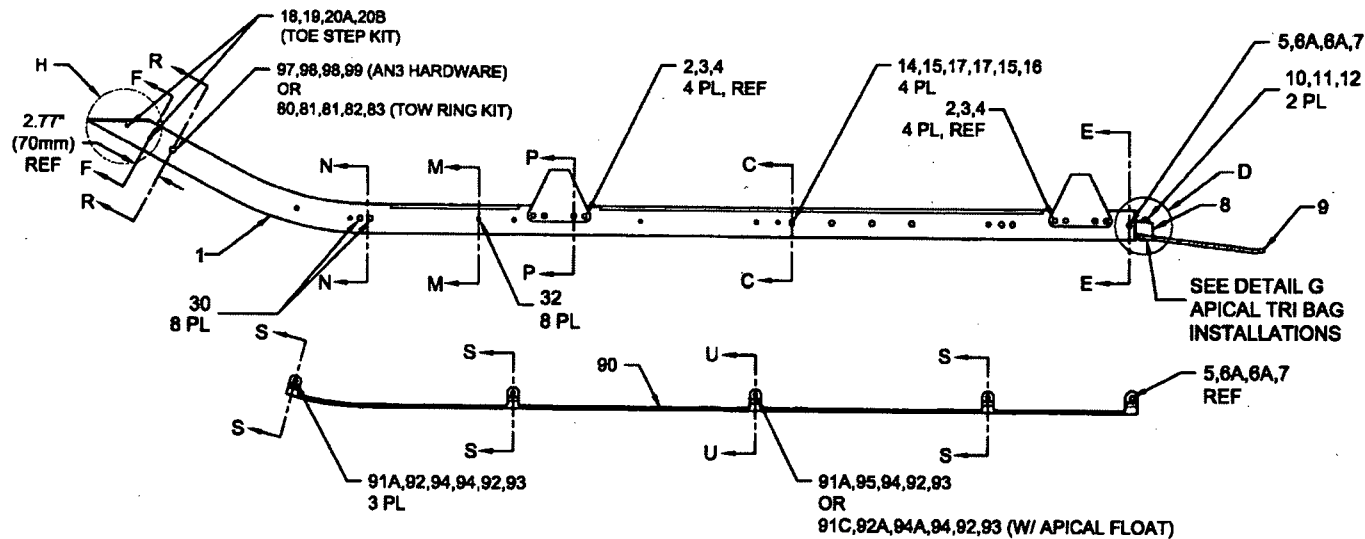 18,19,20A,20B
(TOE STEP KIT)
H
R
F
97,98,98,99 (AN3 HARDWARE)
OR
80,81,81,82,83 (TOW RING KIT)
2.77"
(70mm)
REF
F
R
2,3,4
4 PL, REF
14,15,17,17,15,16
4 PL
2,3,4
4 PL, REF
5,6A,6A,7
10,11,12
2 PL
E
D
8
9
N
M
P
C
1
N
M
P
C
E
30
8 PL
32
8 PL
SEE DETAIL G
APICAL TRI BAG
INSTALLATIONS
S
S
90
U
S
5,6A,6A,7
REF
S
S
U
S
91A,92,94,94,92,93
3 PL
91A,95,94,92,93
OR
91C,92A,94A,94,92,93 (W/ APICAL FLOAT)